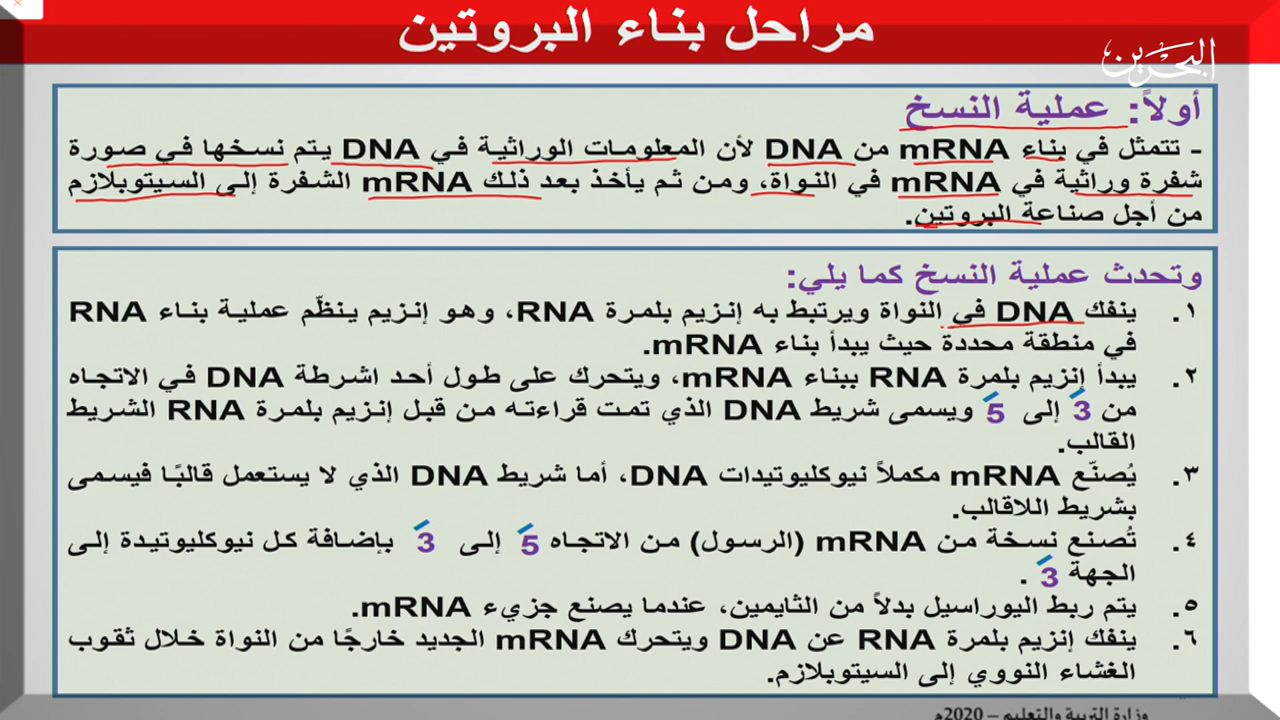 مراحل بناء البروتين
البحرين
أولاً: عملية النسخ
- تتمثل في بناء mRNA من DNA لأن المعلومات الوراثية في DNA يتم نسخها في صورة
شفرة وراثية في mRNA في النواة، ومن ثم يأخذ بعد ذلك mRNA الشفرة إلى السيتوبلازم
من أجل صناعة البروتين.
وتحدث عملية النسخ كما يلي:
١. ينفك DNA في النواة ويرتبط به إنزيم بلمرة RNA، وهو إنزيم ينظّم عملية بناء RNA
في منطقة محددة حيث يبدأ بناء mRNA.
٢. يبدأ إنزيم بلمرة RNA ببناء mRNA، ويتحرك على طول أحد اشرطة DNA في الاتجاه
من 3́ إلى 5́ ويسمى شريط DNA الذي تمت قراءته من قبل إنزيم بلمرة RNA الشريط
القالب.
٣. يُصنّع mRNA مكملاً نيوكليوتيدات DNA، أما شريط DNA الذي لا يستعمل قالبًا فيسمى
بشريط اللاقالب.
٤. تُصنع نسخة من mRNA (الرسول) من الاتجاه 5́ إلى 3́ بإضافة كل نيوكليوتيدة إلى
الجهة 3́ .
٥. يتم ربط اليوراسيل بدلاً من الثايمين، عندما يصنع جزيء mRNA.
٦. ينفك إنزيم بلمرة RNA عن DNA ويتحرك mRNA الجديد خارجًا من النواة خلال ثقوب
الغشاء النووي إلى السيتوبلازم.
وزارة التربية والتعليم – 2020م